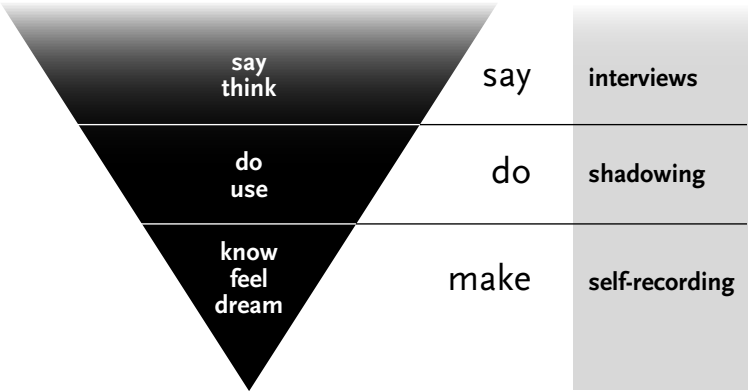 say
think
say
interviews
do
use
do
shadowing
know
feel
dream
make
self-recording